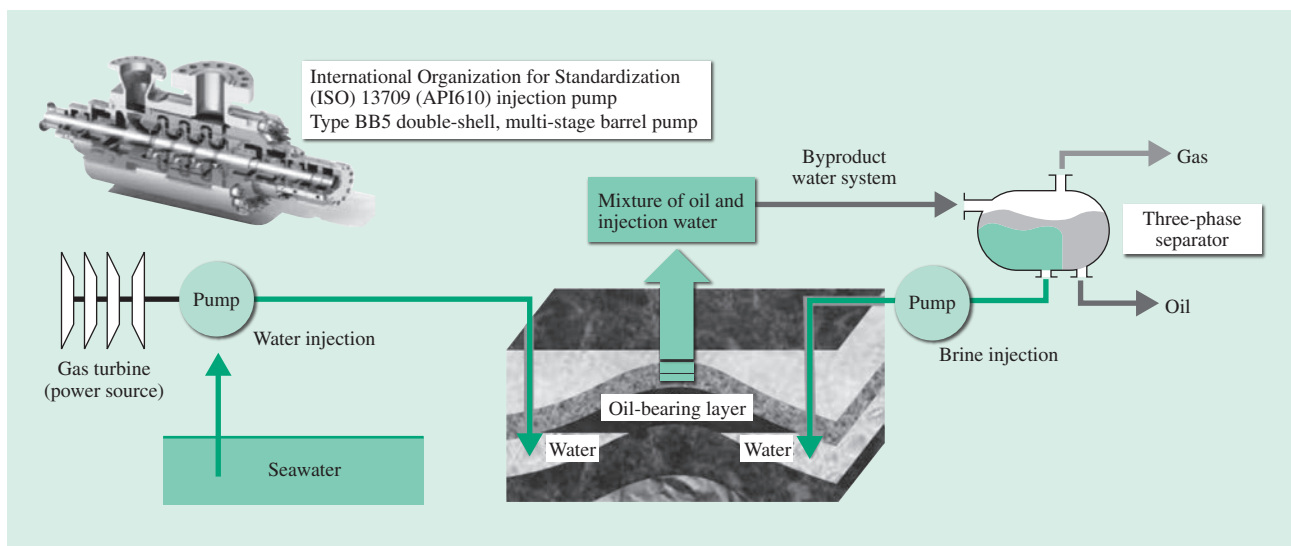 International Organization for Standardization
(ISO) 13709 (API610) injection pump
Type BB5 double-shell, multi-stage barrel pump
Byproduct
water system
Gas
Mixture of oil and
injection water
Three-phase
separator
Pump
Water injection
Gas turbine
(power source)
Pump
Brine injection
Oil
Oil-bearing layer
Water
Water
Seawater